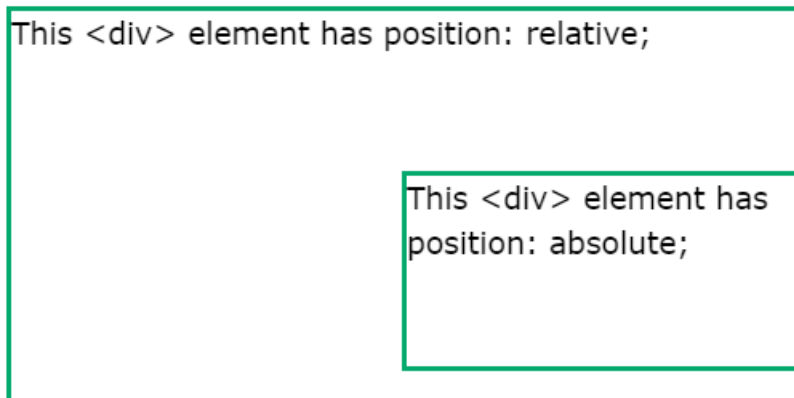 This <div> element has position: relative;
This <div> element has
position: absolute;